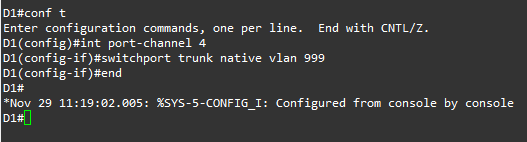 D1#conf t
Enter configuration commands, one per line.  End with CNTL/Z.
D1(config)#int port-channel 4
D1(config-if)#switchport trunk native vlan 999
D1(config-if)#end
D1#
*Nov 29 11:19:02.005: %SYS-5-CONFIG_I: Configured from console by console
D1#